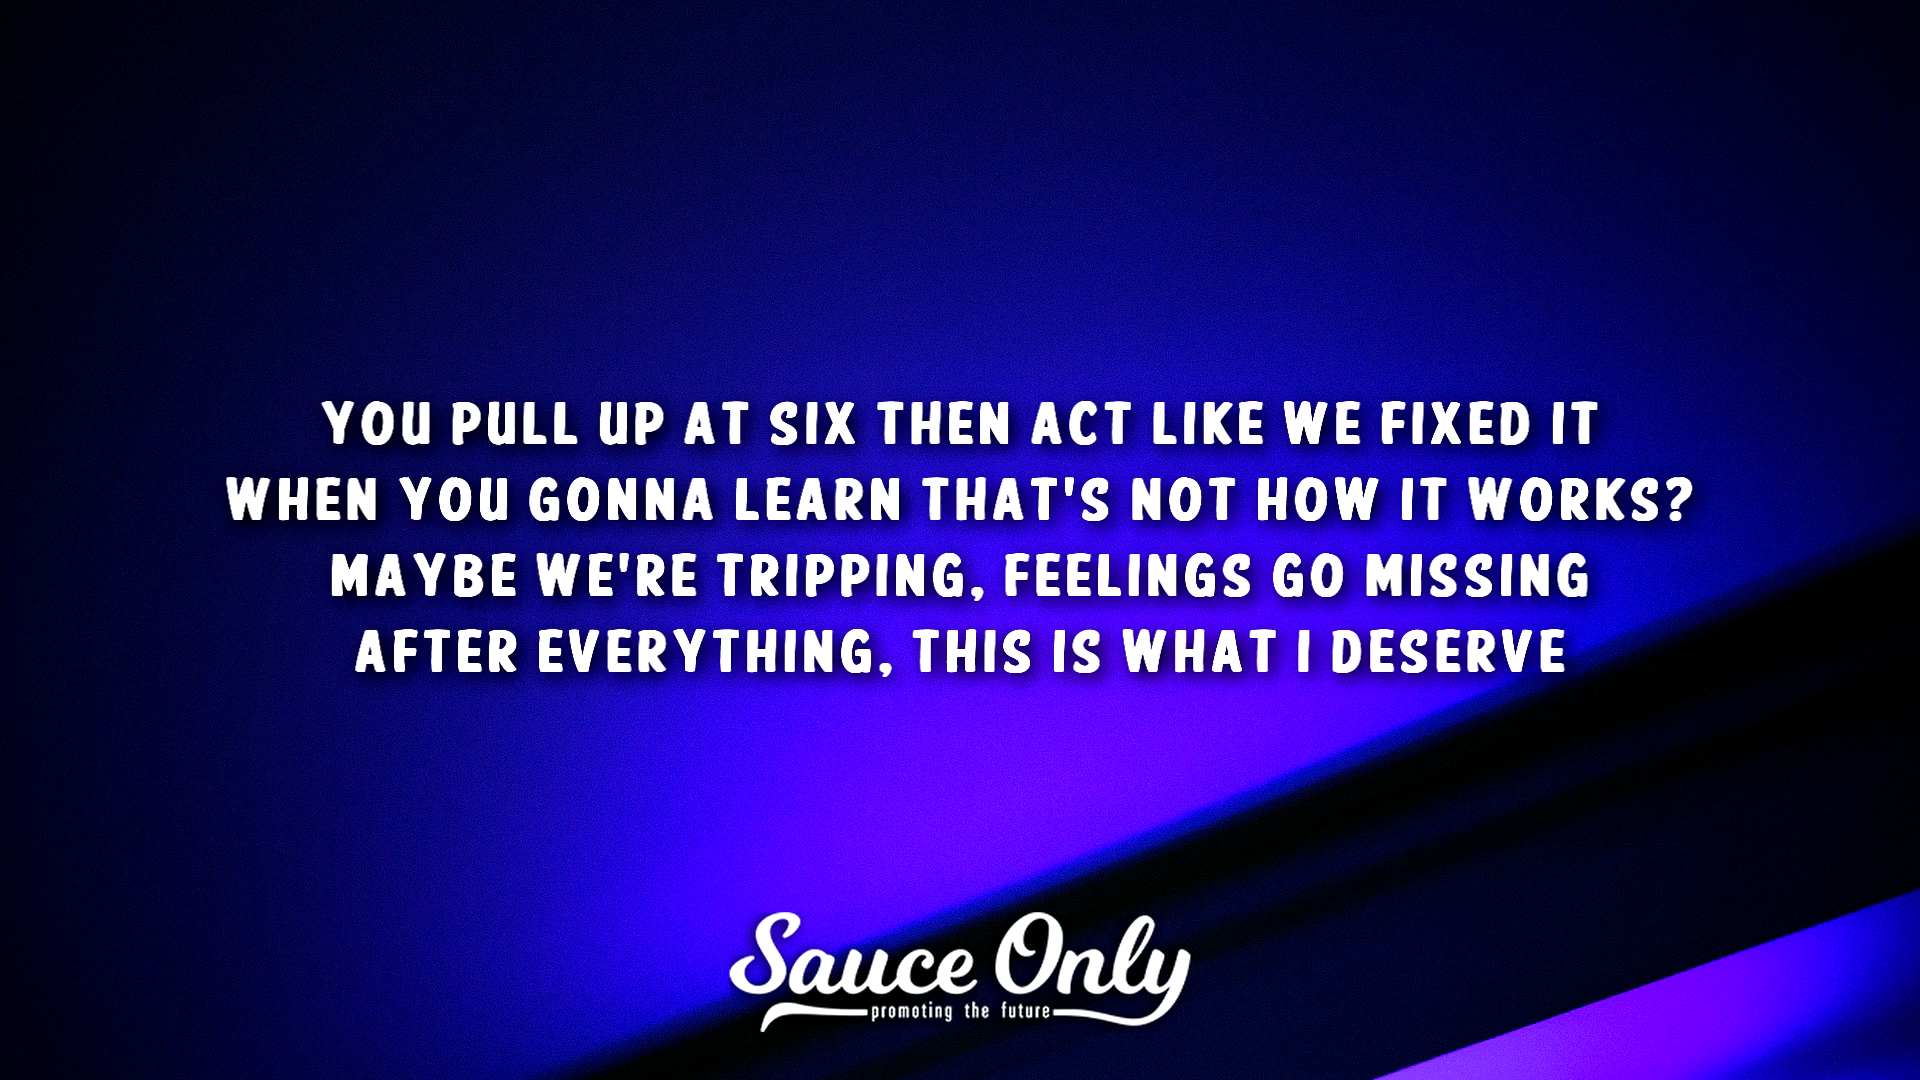 YOU PULL UP AT SIX THEN ACT LIKE WE FIXED IT
WHEN YOU GONNA LEARN THAT'S NOT HOW IT WORKS?
MAYBE WE'RE TRIPPING, FEELINGS GO MISSING
AFTER EVERYTHING, THIS IS WHAT I DESERVE
Sauce Only
promoting the future